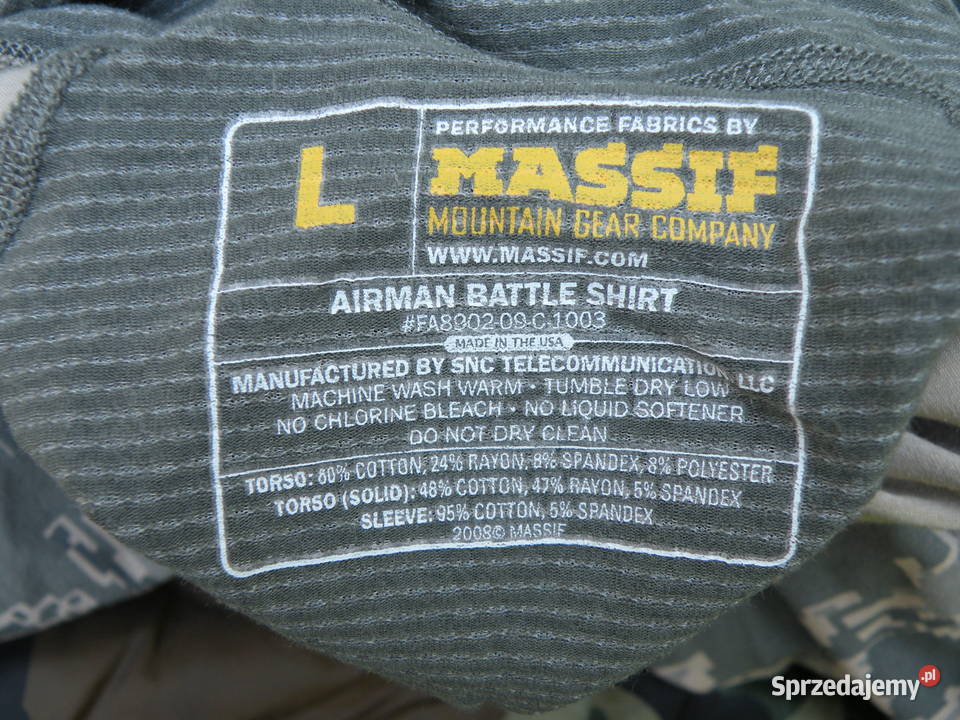 L
PERFORMANCE FABRICS BY
MASSIF
MOUNTAIN GEAR COMPANY
WWW.MASSIF.COM
AIRMAN BATTLE SHIRT
#FA8902-09-C-1003
MADE IN THE USA
MANUFACTURED BY SNC TELECOMMUNICATION LLC
MACHINE WASH WARM • TUMBLE DRY LOW
NO CHLORINE BLEACH • NO LIQUID SOFTENER
DO NOT DRY CLEAN
TORSO: 60% COTTON, 24% RAYON, 8% SPANDEX, 8% POLYESTER
TORSO (SOLID): 48% COTTON, 47% RAYON, 5% SPANDEX
SLEEVE: 95% COTTON, 5% SPANDEX
2008© MASSIF
Sprzedajemy.pl